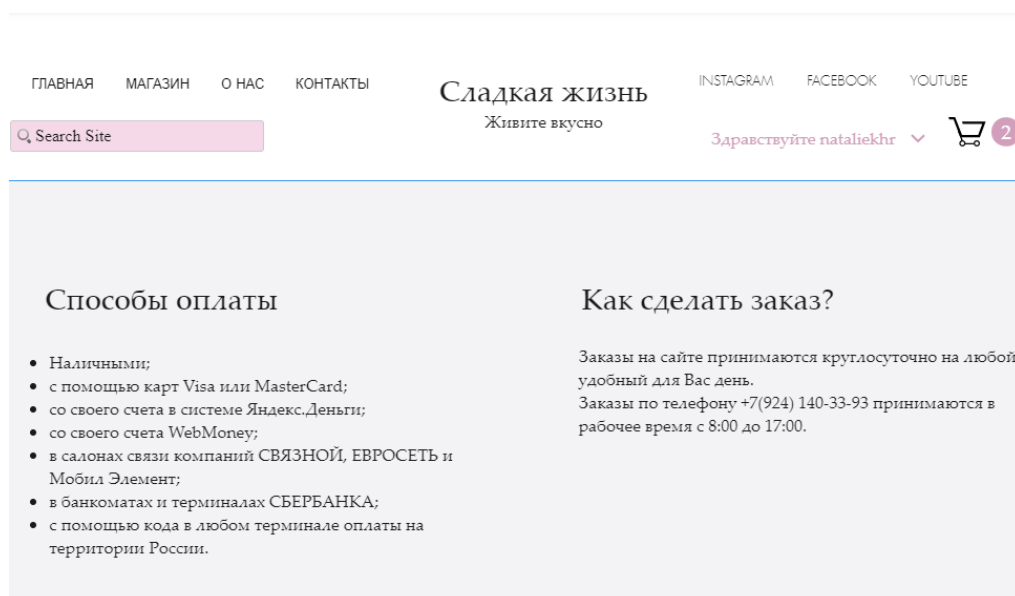 ГЛАВНАЯ МАГАЗИН О НАС КОНТАКТЫ
Сладкая жизнь
Живите вкусно
INSTAGRAM FACEBOOK YOUTUBE
Search Site
Здравствуйте nataliekhr
2
Способы оплаты
Наличными;
с помощью карт Visa или MasterCard;
со своего счета в системе Яндекс.Деньги;
со своего счета WebMoney;
в салонах связи компаний СВЯЗНОЙ, ЕВРОСЕТЬ и
Мобил Элемент;
в банкоматах и терминалах СБЕРБАНКА;
с помощью кода в любом терминале оплаты на
территории России.
Как сделать заказ?
Заказы на сайте принимаются круглосуточно на любой
удобный для Вас день.
Заказы по телефону +7(924) 140-33-93 принимаются в
рабочее время с 8:00 до 17:00.